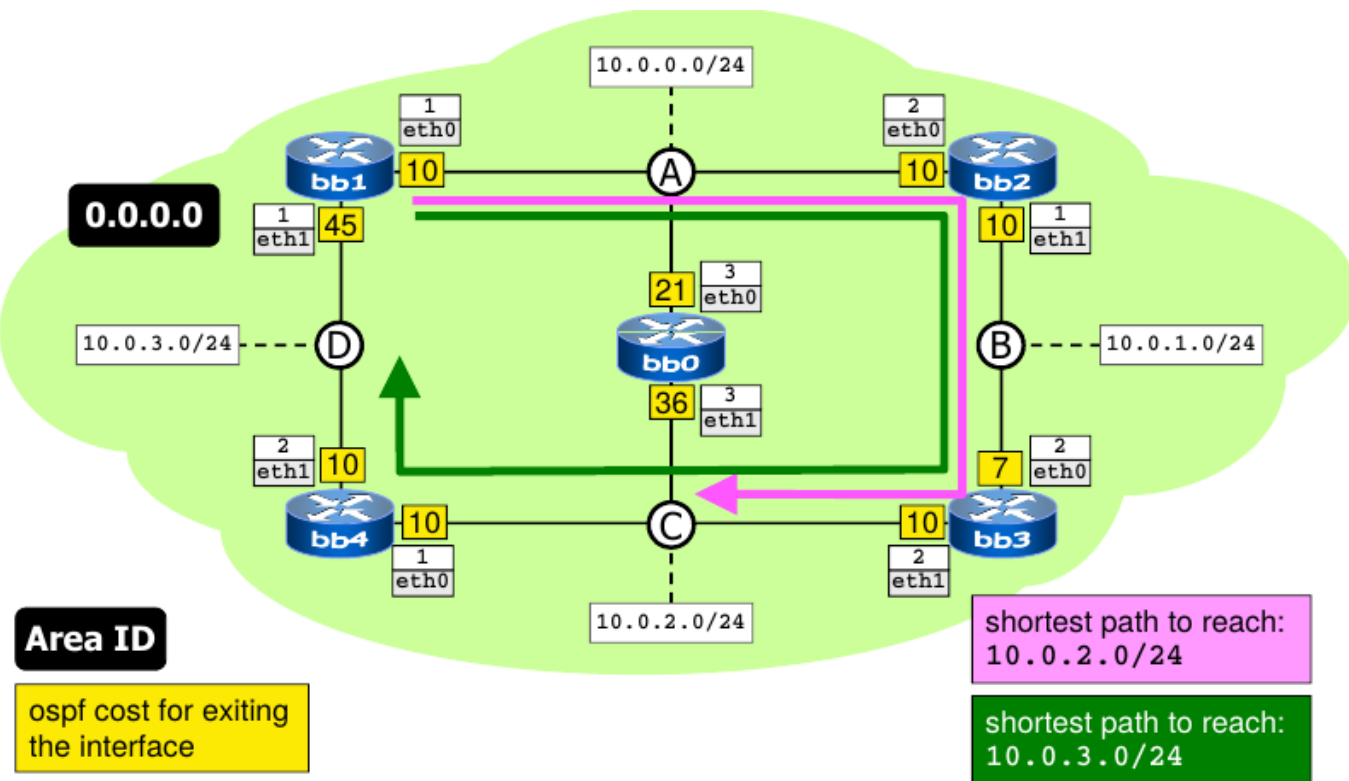 10.0.0.0/24
1
eth0
2
eth0
bb1
10
A
10
bb2
0.0.0.0
1
eth1
45
10
1
eth1
21
3
eth0
10.0.3.0/24
D
bb0
B
10.0.1.0/24
36
3
eth1
2
eth1
10
7
2
eth0
bb4
10
C
10
bb3
1
eth0
2
eth1
10.0.2.0/24
Area ID
ospf cost for exiting
the interface
shortest path to reach:
10.0.2.0/24
shortest path to reach:
10.0.3.0/24